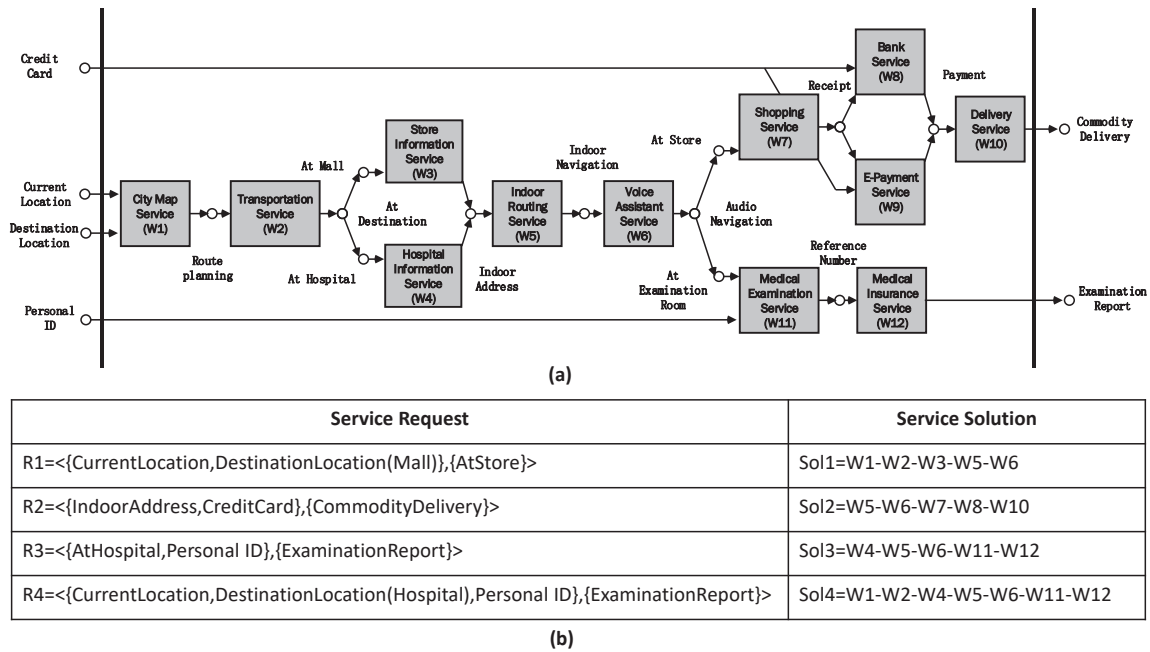 Credit
Card
Bank
Service
(W8)
Receipt
Payment
Shopping
Service
(W7)
Delivery
Service
(W10)
Commodity
Delivery
Store
Information
Service
(W3)
At Mall
Indoor
Navigation
At Store
Current
Location
City Map
Service
(W1)
Transportation
Service
(W2)
At
Destination
Indoor
Routing
Service
(W5)
Voice
Assistant
Service
(W6)
Audio
Navigation
E-Payment
Service
(W9)
Destination
Location
Route
planning
At Hospital
Hospital
Information
Service
(W4)
Indoor
Address
At
Examination
Room
Reference
Number
Medical
Examination
Service
(W11)
Medical
Insurance
Service
(W12)
Examination
Report
Personal
ID
(a)
Service Request
Service Solution
R1=<{CurrentLocation,DestinationLocation(Mall)},{AtStore}>
Sol1=W1-W2-W3-W5-W6
R2=<{IndoorAddress,CreditCard},{CommodityDelivery}>
Sol2=W5-W6-W7-W8-W10
R3=<{AtHospital,Personal ID},{ExaminationReport}>
Sol3=W4-W5-W6-W11-W12
R4=<{CurrentLocation,DestinationLocation(Hospital),Personal ID},{ExaminationReport}>
Sol4=W1-W2-W4-W5-W6-W11-W12
(b)